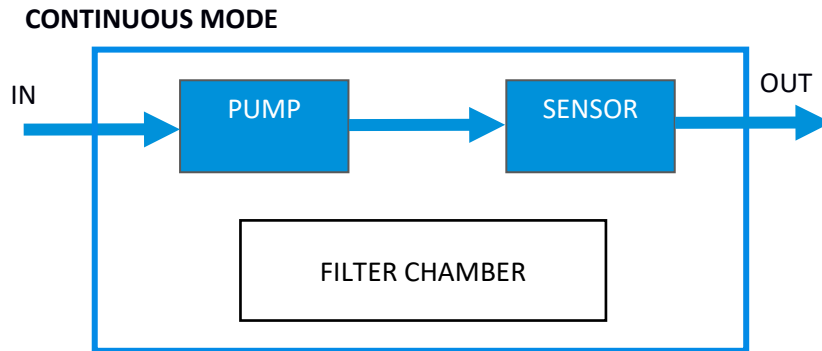 CONTINUOUS MODE
IN
PUMP
SENSOR
OUT
FILTER CHAMBER